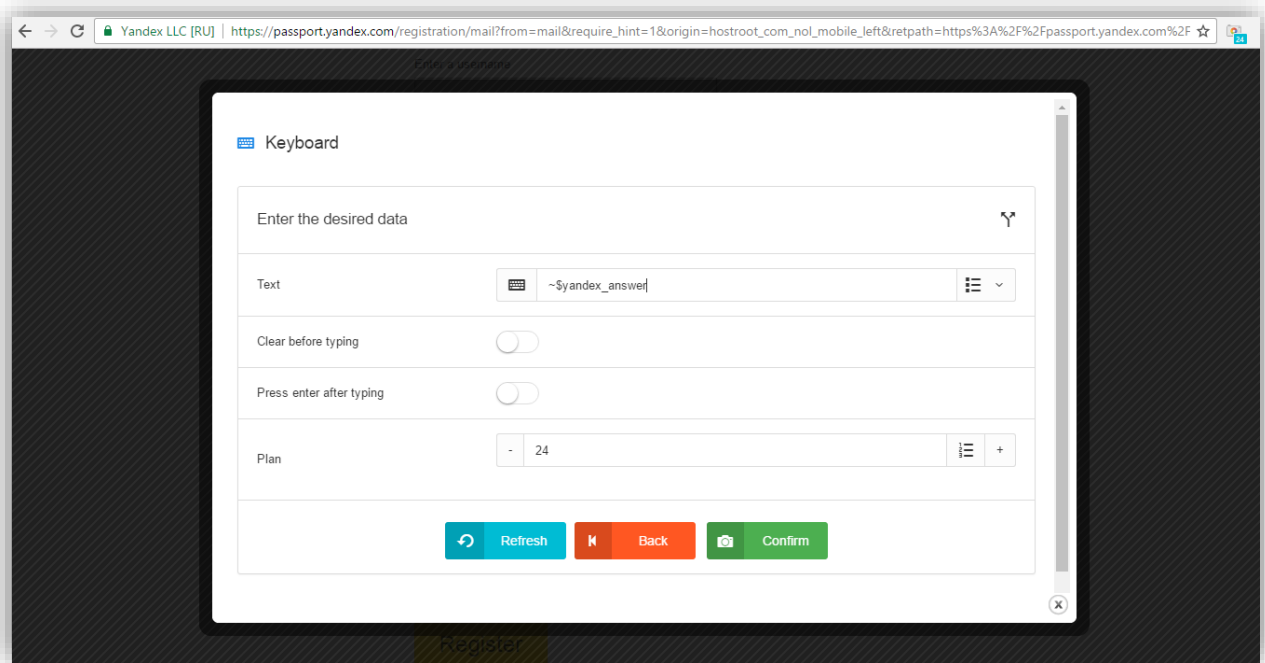 Yandex LLC [RU] | https://passport.yandex.com/registration/mail?from=mail&require_hint=1&origin=hostroot_com_nol_mobile_left&retpath=https%3A%2F%2Fpassport.yandex.com%2F
24
Enter a username
Keyboard
Enter the desired data
Text ~$yandex_answer
Clear before typing
Press enter after typing
Plan - 24 +
Refresh Back Confirm
x
Register